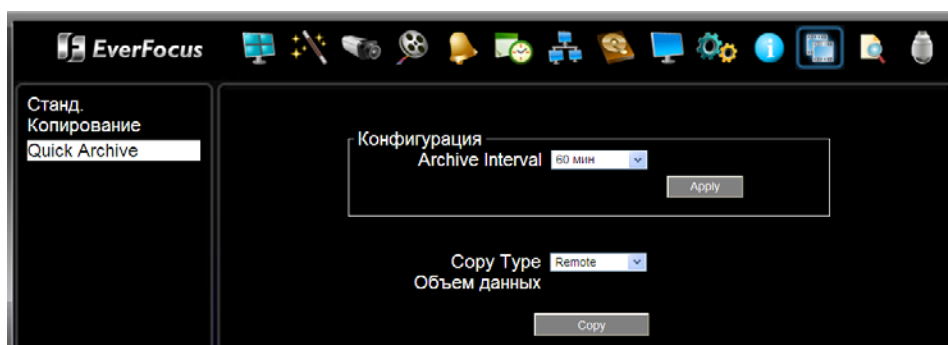 EverFocus
Станд.
Копирование
Quick Archive
Конфигурация
Archive Interval 60 мин
Apply
Copy Type Remote
Объем данных
Copy